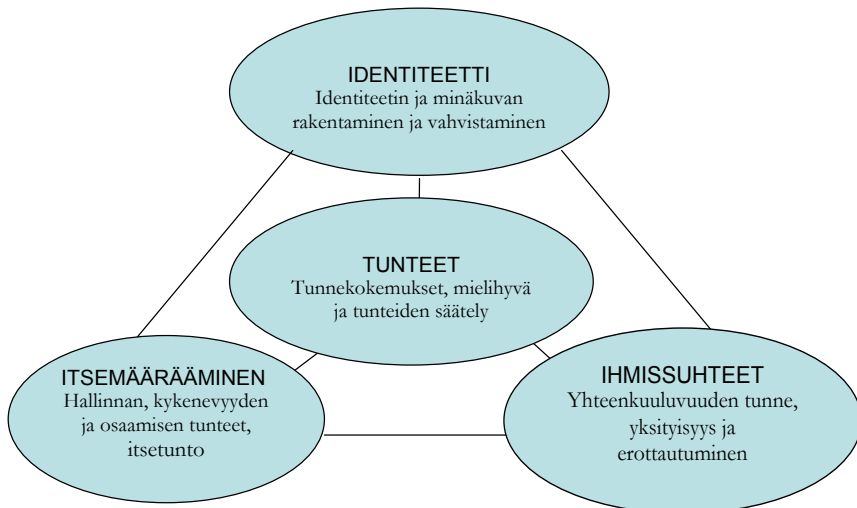 IDENTITEETTI
Identiteetin ja minäkuvan
rakentaminen ja vahvistaminen
TUNTEET
Tunnekokemukset, mielihyvä
ja tunteiden säätely
ITSEMÄÄRÄÄMINEN
Hallinnan, kykenevyyden
ja osaamisen tunteet,
itsetunto
IHMISSUHTEET
Yhteenkuuluvuuden tunne,
yksityisyys ja
erottautuminen